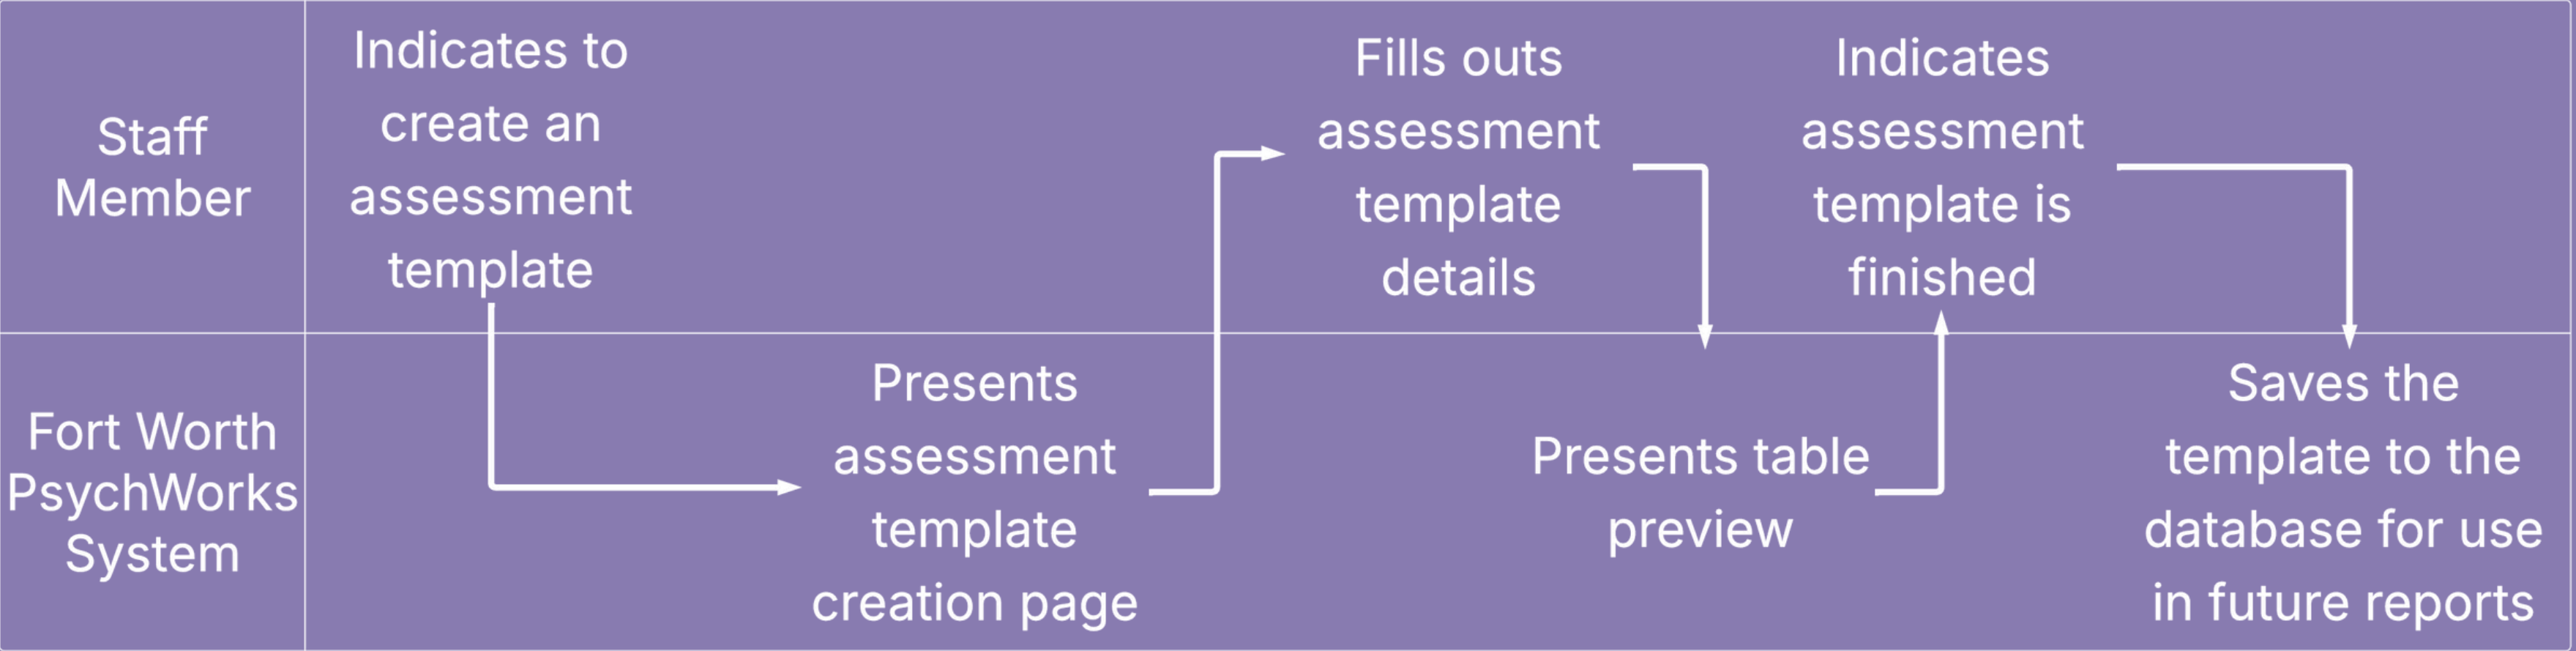 Staff
Member
Indicates to
create an
assessment
template
Fills outs
assessment
template
details
Indicates
assessment
template is
finished
Fort Worth
PsychWorks
System
Presents
assessment
template
creation page
Presents table
preview
Saves the
template to the
database for use
in future reports